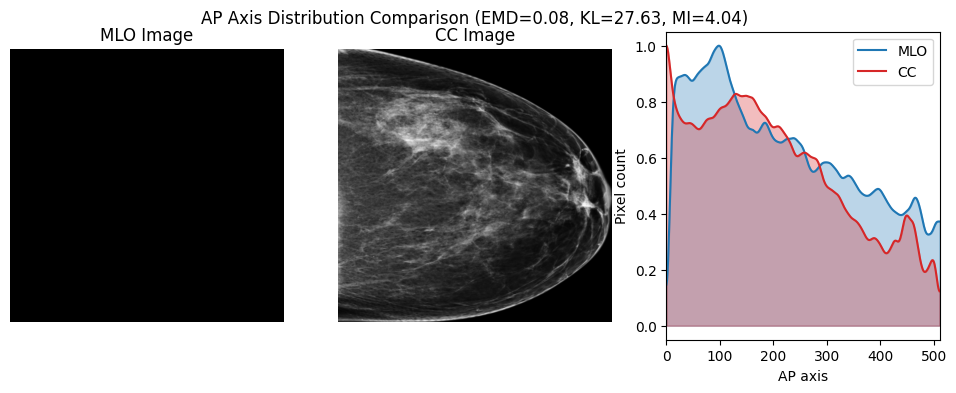 AP Axis Distribution Comparison (EMD=0.08, KL=27.63, MI=4.04)
MLO Image
CC Image
MLO
CC
Pixel count
1.0
0.8
0.6
0.4
0.2
0.0
0 100 200 300 400 500
AP axis